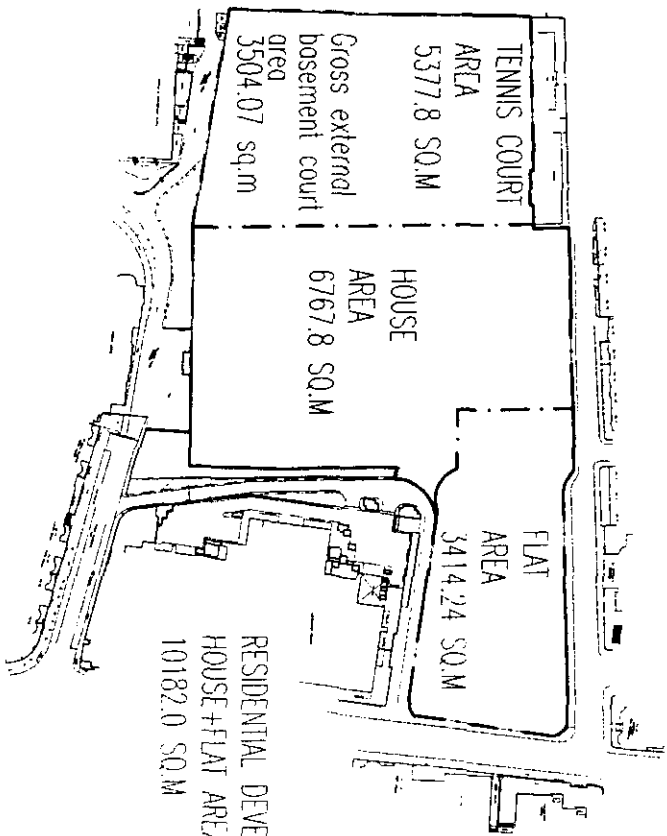 TENNIS COURT
AREA
5377.8 SQ.M
Gross external
basement court
area
3504.07 sq.m
HOUSE
AREA
6767.8 SQ.M
FLAT
AREA
3414.24 SQ.M
RESIDENTIAL DEVE
HOUSE+FLAT ARE
10182.0 SQ.M